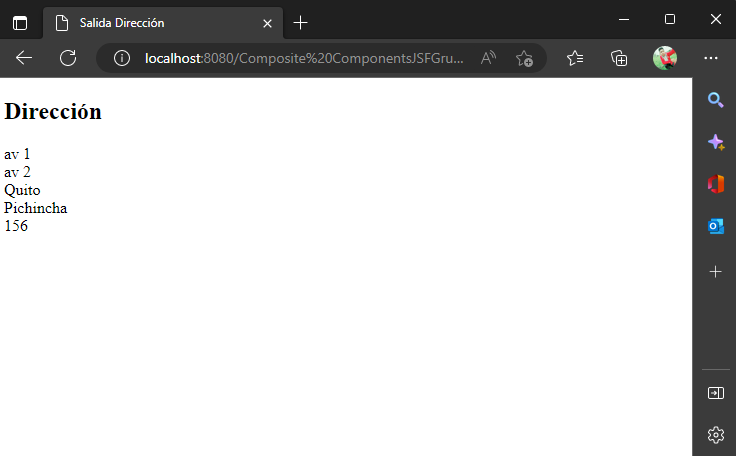 Salida Dirección
localhost:8080/Composite%20ComponentsJSFGru...
Dirección
av 1
av 2
Quito
Pichincha
156